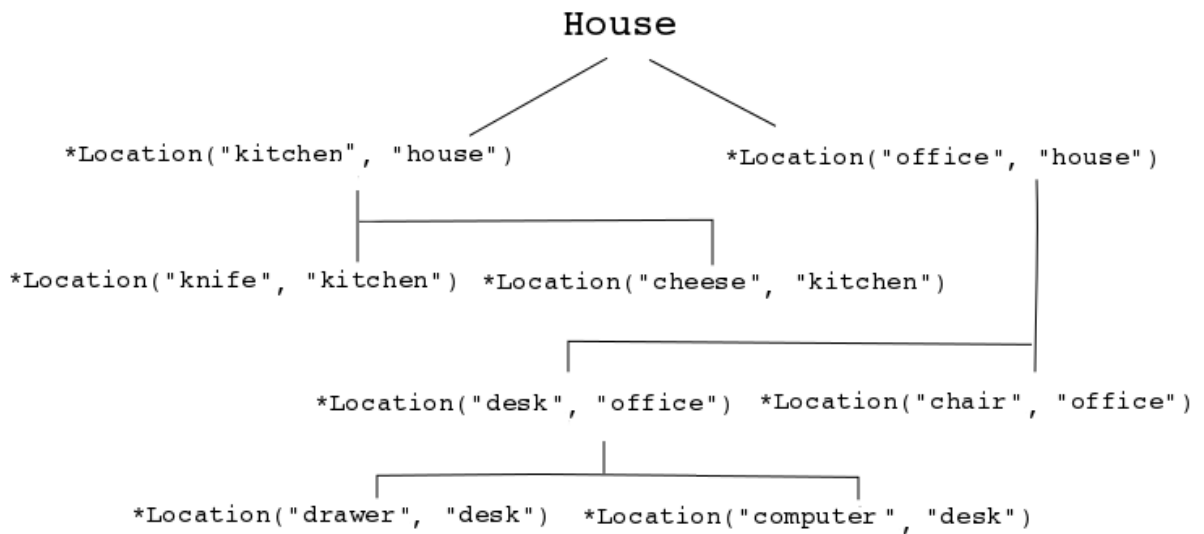 House
*Location("kitchen", "house")
*Location("office", "house")
*Location("knife", "kitchen")
*Location("cheese", "kitchen")
*Location("desk", "office")
*Location("chair", "office")
*Location("drawer", "desk")
*Location("computer", "desk")